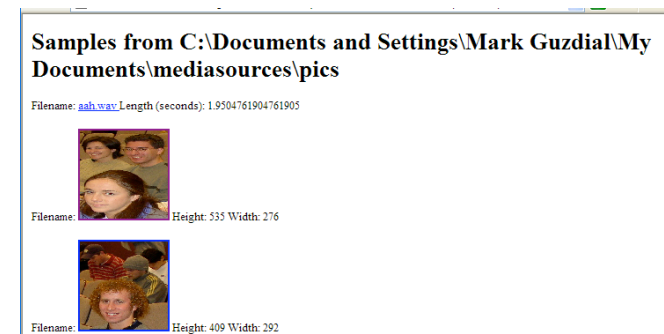 Samples from C:\Documents and Settings\Mark Guzdial\My
Documents\mediasources\pics
Filename: aah.wav Length (seconds): 1.9504761904761905
Filename: Height: 535 Width: 276
Filename: Height: 409 Width: 292